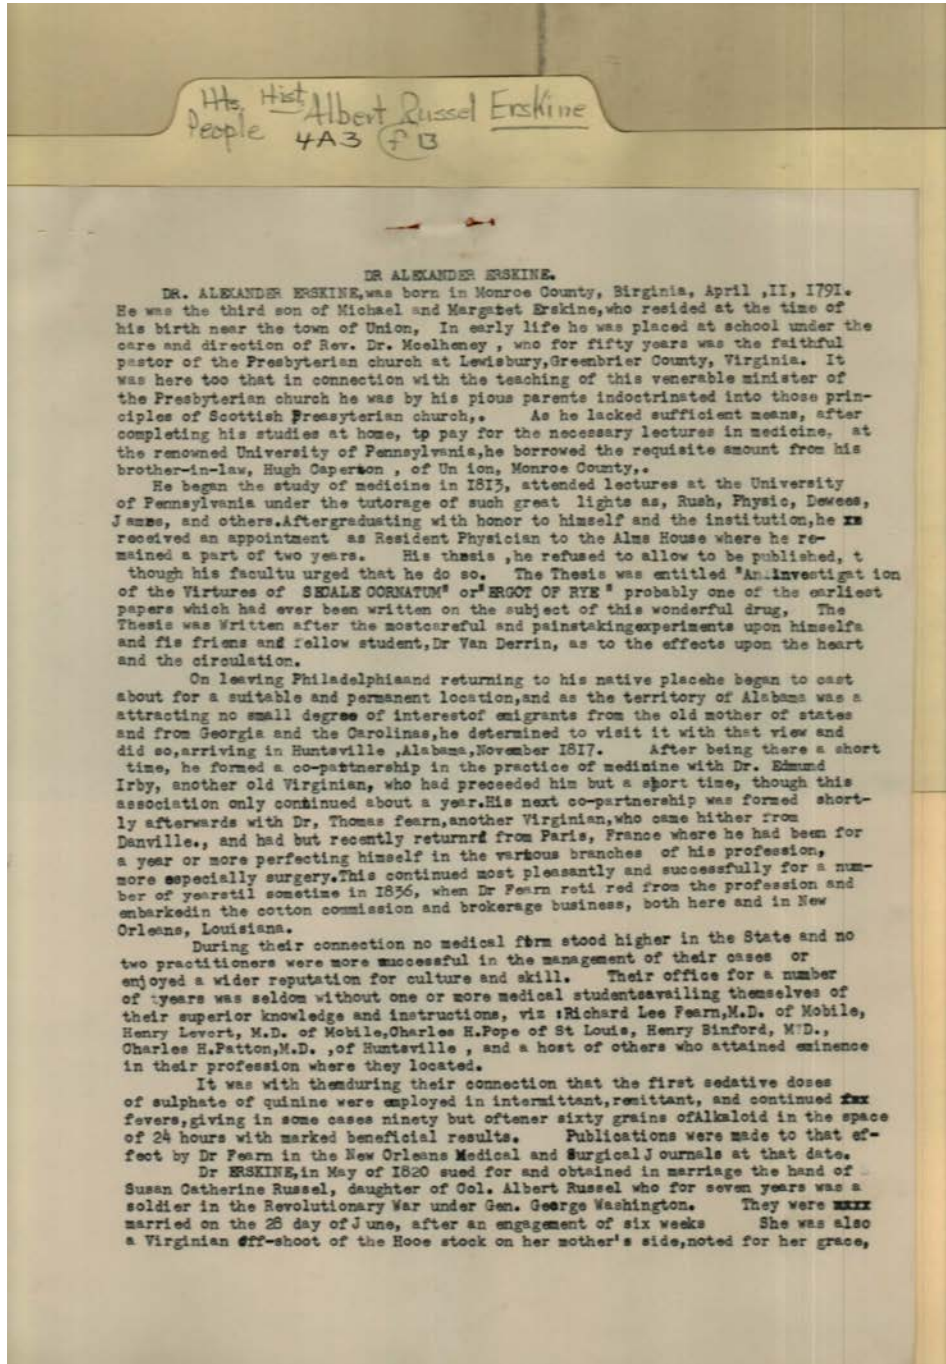 Hts. Hist
People
Albert Russel Erskine
4A3 f 13
DR ALEXANDER ERSKINE.
DR. ALEXANDER ERSKINE,was born in Monroe County, Birginia, April ,II, I79I.
He was the third son of Michael and Margatet Erskine,who resided at the time of
his birth near the town of Union, In early life he was placed at school under the
care and direction of Rev. Dr. Mcelheney , who for fifty years was the faithful
pastor of the Presbyterian church at Lewisbury,Greenbrier County, Virginia. It
was here too that in connection with the teaching of this venerable minister of
the Presbyterian church he was by his pious parents indoctrinated into those prin-
ciples of Scottish Preasyterian church,. As he lacked sufficient means, after
completing his studies at home, tp pay for the necessary lectures in medicine, at
the renowned University of Pennsylvania,he borrowed the requisite amount from his
brother-in-law, Hugh Caperton , of Un ion, Monroe County,.
He began the study of medicine in I8I3, attended lectures at the University
of Pennsylvania under the tutorage of such great lights as, Rush, Physic, Dewees,
J ames, and others.Aftergraduating with honor to himself and the institution,he xx
received an appointment as Resident Physician to the Alms House where he re-
mained a part of two years. His thesis ,he refused to allow to be published, t
though his facultu urged that he do so. The Thesis was entitled "An.investigat ion
of the Virtures of SECALE CORNATUM" or"ERGOT OF RYE " probably one of the earliest
papers which had ever been written on the subject of this wonderful drug, The
Thesis was Written after the mostcareful and painstakingexperiments upon himselfa
and fis friens and fellow student,Dr Van Derrin, as to the effects upon the heart
and the circulation.
On leaving Philadelphiaand returning to his native placehe began to cast
about for a suitable and permanent location,and as the territory of Alabama was a
attracting no small degree of interestof emigrants from the old mother of states
and from Georgia and the Carolinas,he determined to visit it with that view and
did so,arriving in Huntsville ,Alabama,November I8I7. After being there a short
time, he formed a co-pattnership in the practice of medinine with Dr. Edmund
Irby, another old Virginian, who had preceeded him but a short time, though this
association only continued about a year.His next co-partnership was formed short-
ly afterwards with Dr, Thomas fearn,another Virginian,who came hither from
Danville., and had but recently returnrd from Paris, France where he had been for
a year or more perfecting himself in the various branches of his profession,
more especially surgery.This continued most pleasantly and successfully for a num-
ber of yearstil sometime in I836, when Dr Fearn reti red from the profession and
enbarkedin the cotton commission and brokerage business, both here and in New
Orleans, Louisiana.
During their connection no medical firm stood higher in the State and no
two practitioners were more successful in the management of their cases or
enjoyed a wider reputation for culture and skill. Their office for a number
of tyears was seldom without one or more medical studentsavailing themselves of
their superior knowledge and instructions, viz :Richard Lee Fearn,M.D. of Mobile,
Henry Levert, M.D. of Mobile,Charles H.Pope of St Louis, Henry Binford, M'D.,
Charles H.Patton,M.D. ,of Huntsville , and a host of others who attained eminence
in their profession where they located.
It was with themduring their connection that the first sedative doses
of sulphate of quinine were employed in intermittant,remittant, and continued fxx
fevers,giving in some cases ninety but oftener sixty grains ofAlkaloid in the space
of 24 hours with marked beneficial results. Publications were made to that ef-
fect by Dr Fearn in the New Orleans Medical and SurgicalJ ournals at that date.
Dr ERSKINE,in May of I820 sued for and obtained in marriage the hand of
Susan Catherine Russel, daughter of Col. Albert Russel who for seven years was a
soldier in the Revolutionary War under Gen. George Washington. They were xxxx
married on the 28 day of J une, after an engagement of six weeks She was also
a Virginian off-shoot of the Hooe stock on her mother's side,noted for her grace,